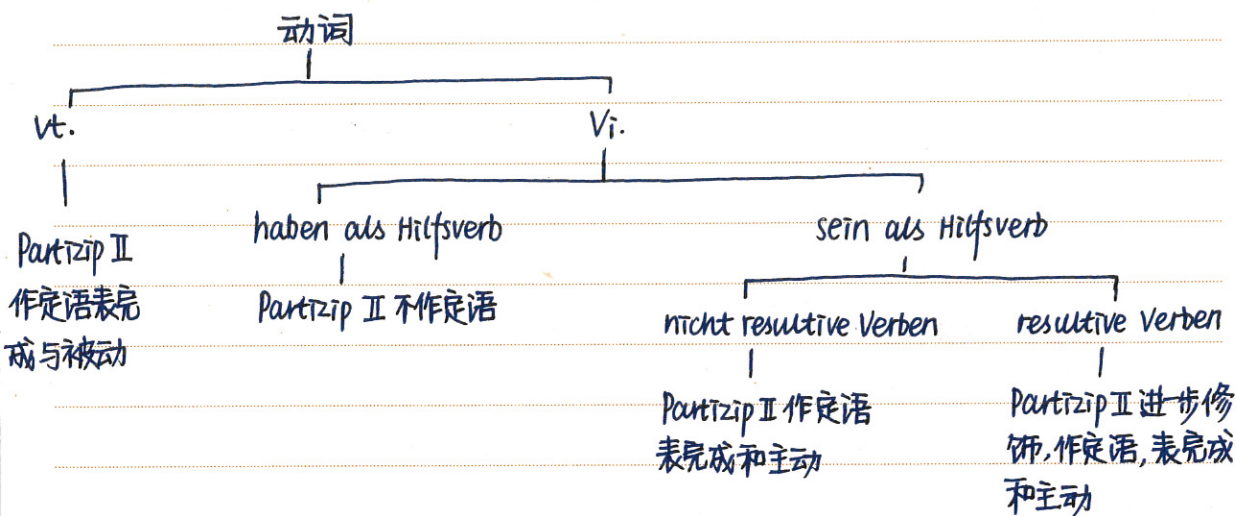 动词
vt.
Vi.
haben als Hilfsverb
sein als Hilfsverb
Partizip II
作定语表完
成与被动
Partizip II 不作定语
nicht resultive Verben
resultive Verben
Partizip II 作定语
表完成和主动
Partizip II 进一步修
饰,作定语,表完成
和主动